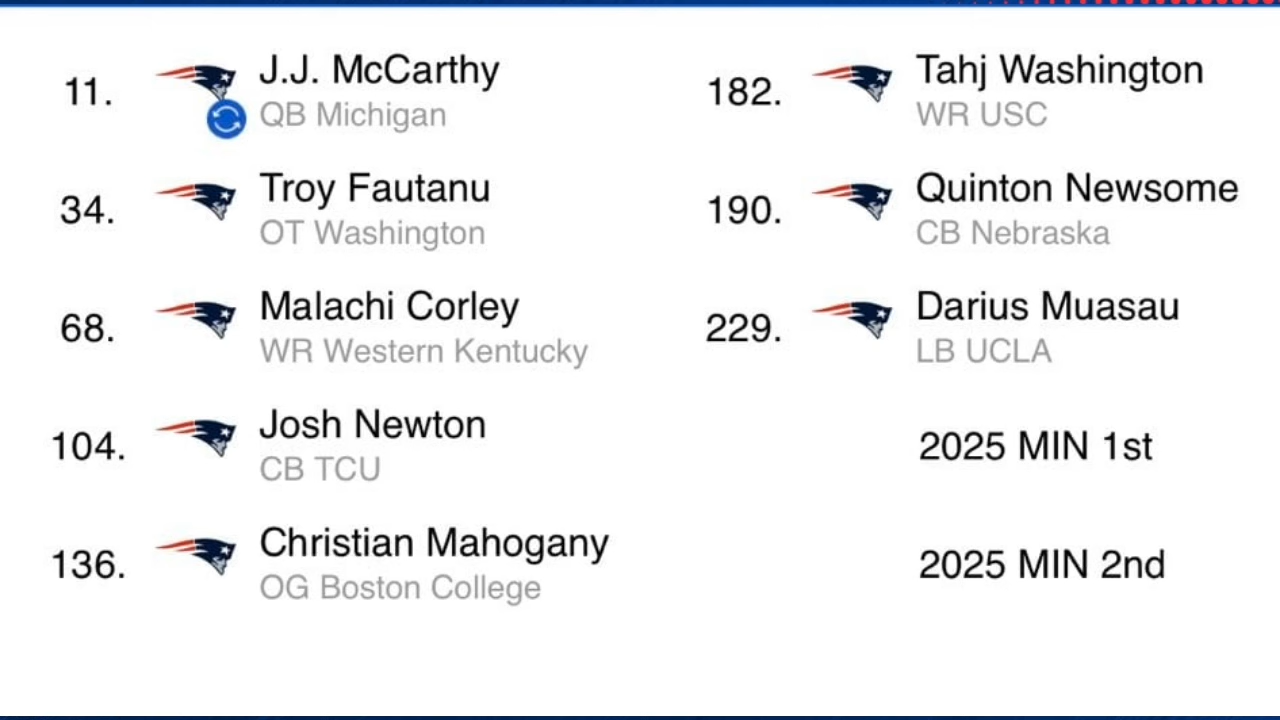 11.
J.J. McCarthy
QB Michigan
34.
Troy Fautanu
OT Washington
68.
Malachi Corley
WR Western Kentucky
104.
Josh Newton
CB TCU
136.
Christian Mahogany
OG Boston College
182.
Tahj Washington
WR USC
190.
Quinton Newsome
CB Nebraska
229.
Darius Muasau
LB UCLA
2025 MIN 1st
2025 MIN 2nd